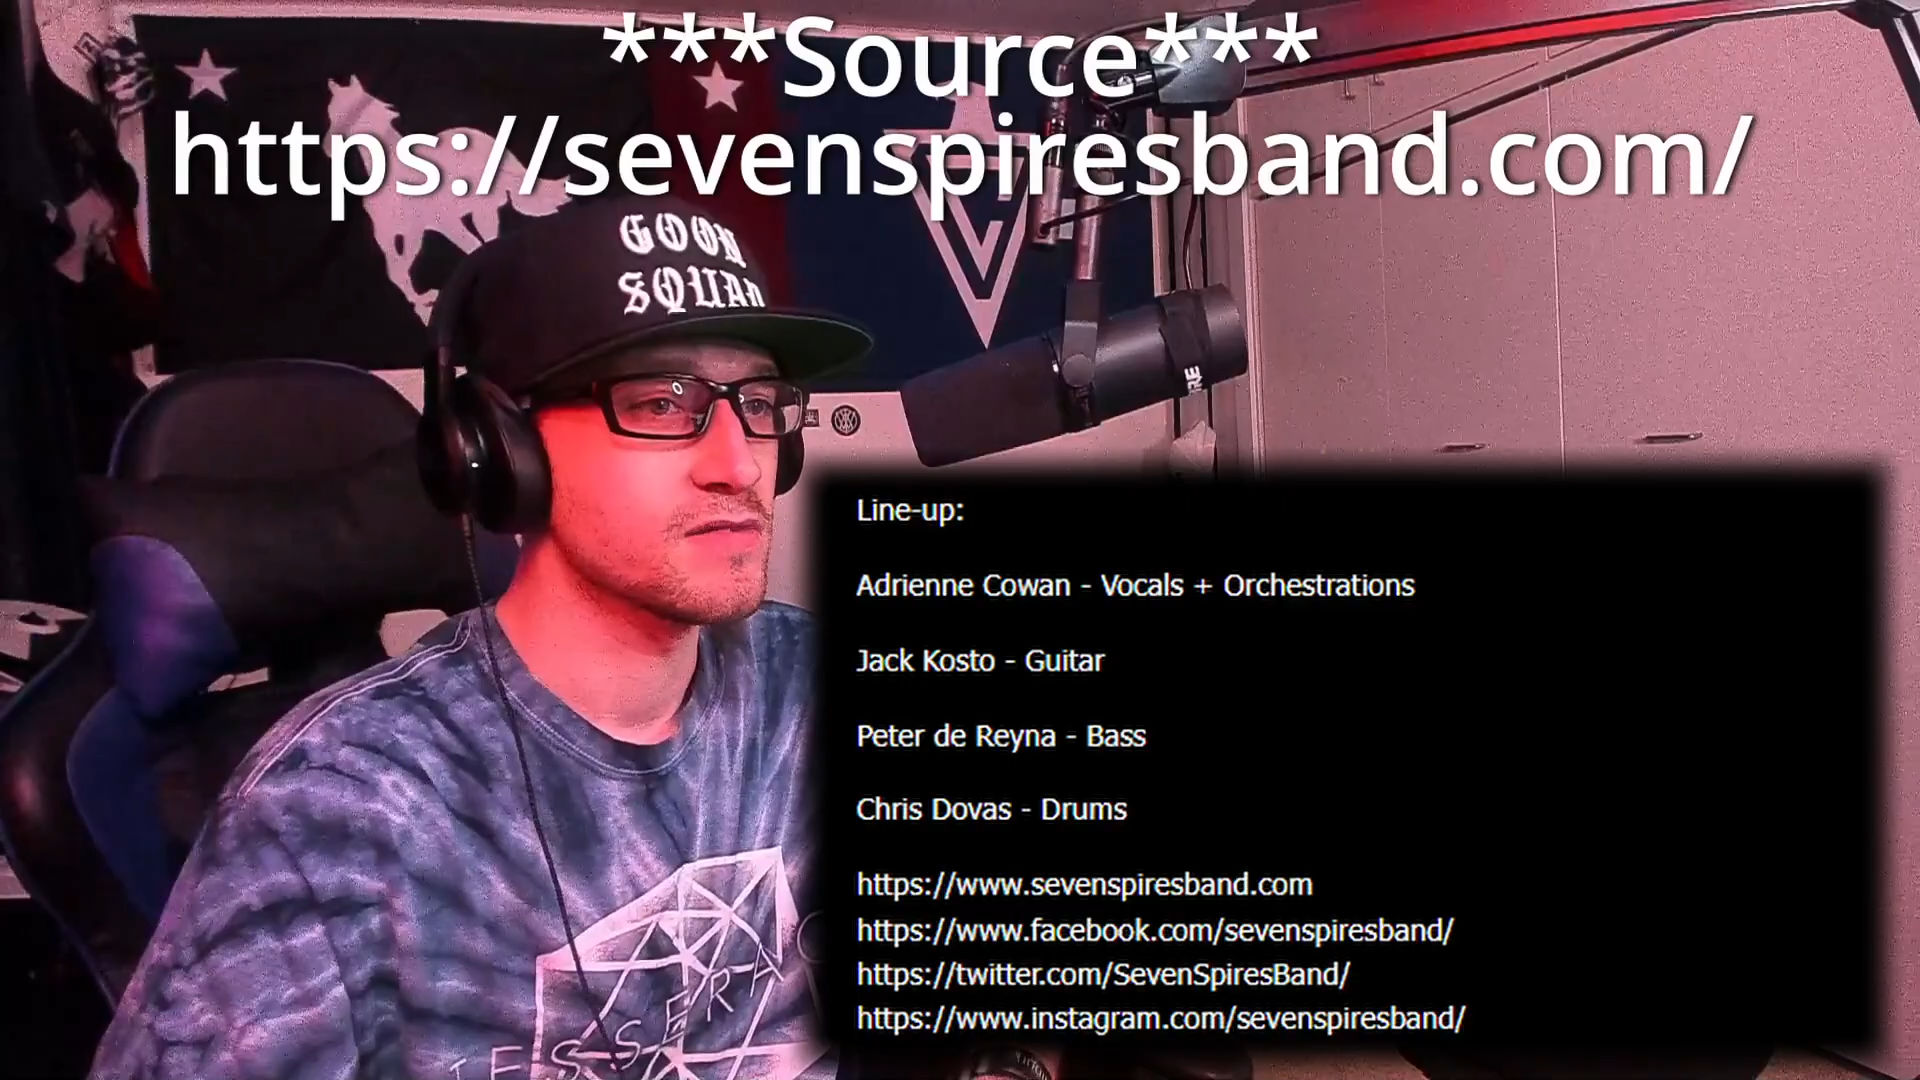 ***Source***
https://sevenspiresband.com/
GOON
SQUAD
RE
Line-up:
Adrienne Cowan - Vocals + Orchestrations
Jack Kosto - Guitar
Peter de Reyna - Bass
Chris Dovas - Drums
https://www.sevenspiresband.com
https://www.facebook.com/sevenspiresband/
https://twitter.com/SevenSpiresBand/
https://www.instagram.com/sevenspiresband/
TESSERAC